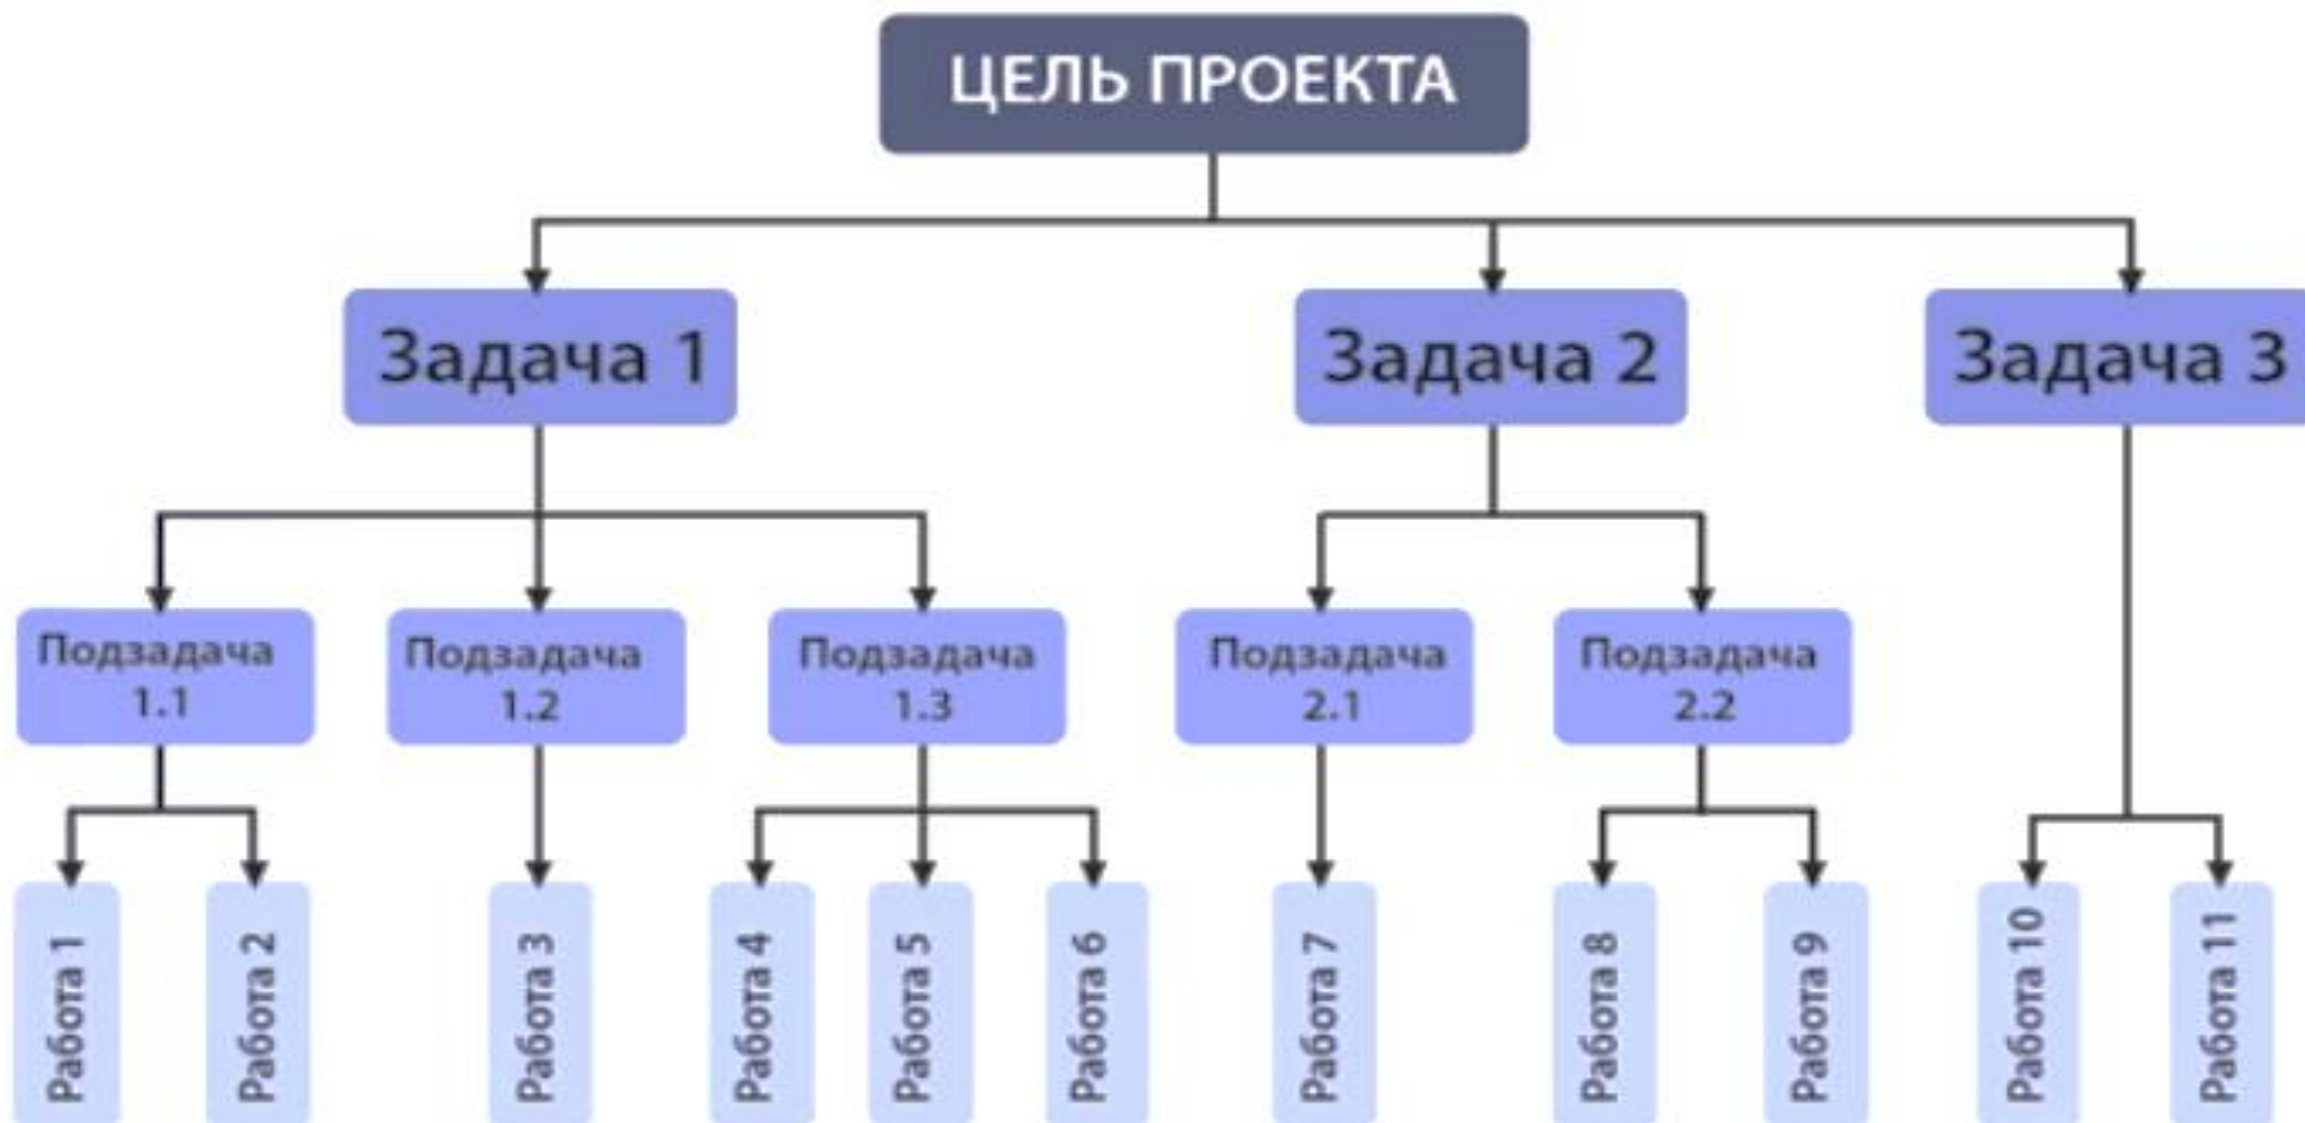 ЦЕЛЬ ПРОЕКТА
Задача 1
Задача 2
Задача 3
Подзадача
1.1
Подзадача
1.2
Подзадача
1.3
Подзадача
2.1
Подзадача
2.2
Работа 1
Работа 2
Работа 3
Работа 4
Работа 5
Работа 6
Работа 7
Работа 8
Работа 9
Работа 10
Работа 11